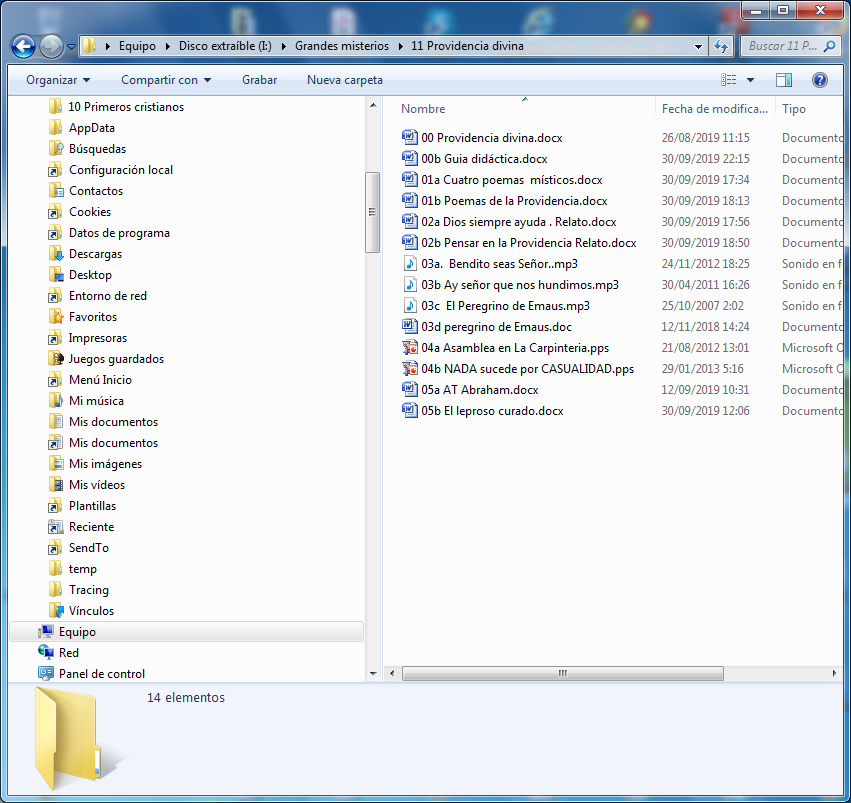 Equipo Disco extraíble (I:) Grandes misterios 11 Providencia divina Buscar 11 P...
Organizar Compartir con Grabar Nueva carpeta
10 Primeros cristianos
AppData
Búsquedas
Configuración local
Contactos
Cookies
Datos de programa
Descargas
Desktop
Entorno de red
Favoritos
Impresoras
Juegos guardados
Menú Inicio
Mi música
Mis documentos
Mis documentos
Mis imágenes
Mis vídeos
Plantillas
Reciente
SendTo
temp
Tracing
Vínculos
Equipo
Red
Panel de control
Nombre Fecha de modifica... Tipo
00 Providencia divina.docx 26/08/2019 11:15 Documento
00b Guia didáctica.docx 30/09/2019 22:15 Documento
01a Cuatro poemas  místicos.docx 30/09/2019 17:34 Documento
01b Poemas de la Providencia.docx 30/09/2019 18:13 Documento
02a Dios siempre ayuda . Relato.docx 30/09/2019 17:56 Documento
02b Pensar en la Providencia Relato.docx 30/09/2019 18:50 Documento
03a.  Bendito seas Señor..mp3 24/11/2012 18:25 Sonido en f
03b Ay señor que nos hundimos.mp3 30/04/2011 16:26 Sonido en f
03c  El Peregrino de Emaus.mp3 25/10/2007 2:02 Sonido en f
03d peregrino de Emaus.doc 12/11/2018 14:24 Documento
04a Asamblea en La Carpinteria.pps 21/08/2012 13:01 Microsoft O
04b NADA sucede por CASUALIDAD.pps 29/01/2013 5:16 Microsoft O
05a AT Abraham.docx 12/09/2019 10:31 Documento
05b El leproso curado.docx 30/09/2019 12:06 Documento
14 elementos